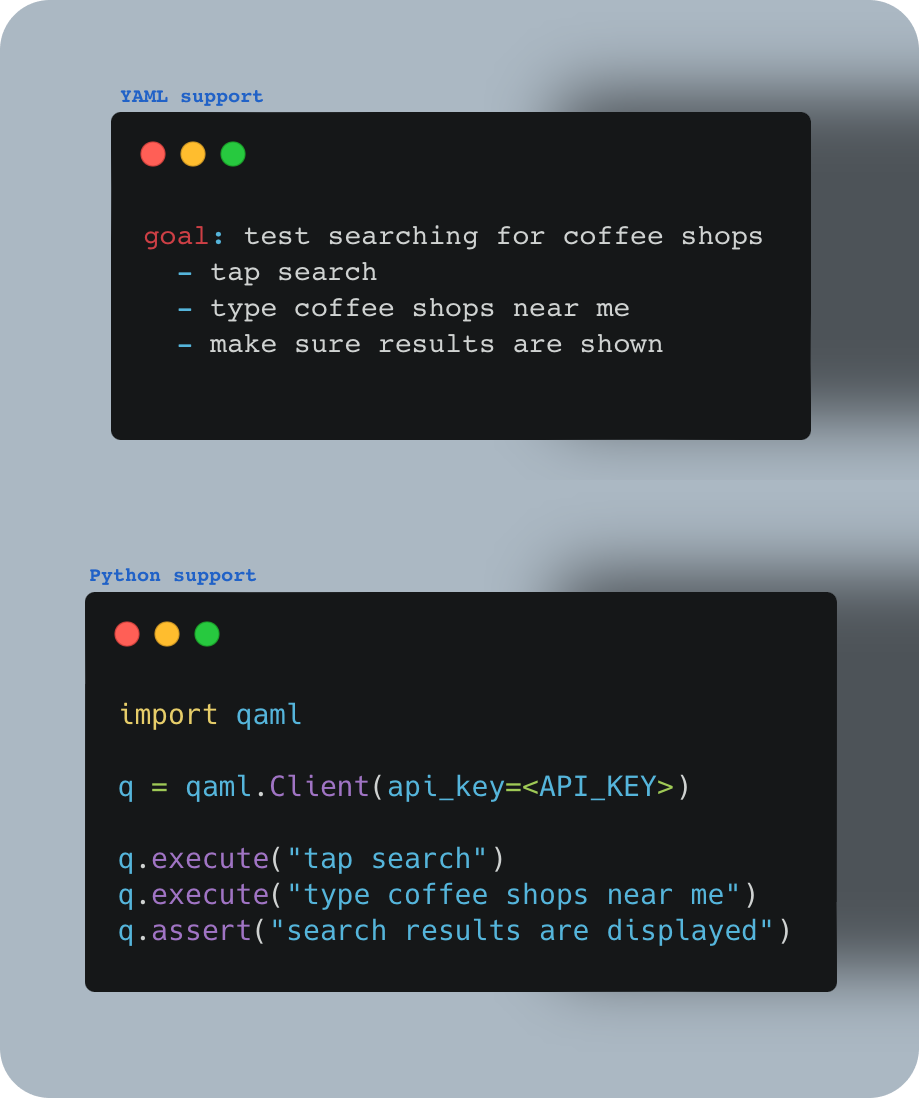 YAML support
goal: test searching for coffee shops
  - tap search
  - type coffee shops near me
  - make sure results are shown
Python support
import qaml
q = qaml.Client(api_key=<API_KEY>)
q.execute("tap search")
q.execute("type coffee shops near me")
q.assert("search results are displayed")